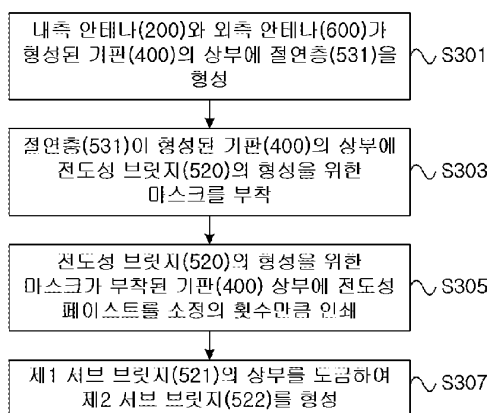 내측 안테나(200)와 외측 안테나(600)가
형성된 기판(400)의 상부에 절연층(531)을
형성
S301
절연층(531)이 형성된 기판(400)의 상부에
전도성 브릿지(520)의 형성을 위한
마스크를 부착
S303
전도성 브릿지(520)의 형성을 위한
마스크가 부착된 기판(400) 상부에 전도성
페이스트를 소정의 횟수만큼 인쇄
S305
제1 서브 브릿지(521)의 상부를 도금하여
제2 서브 브릿지(522)를 형성
S307